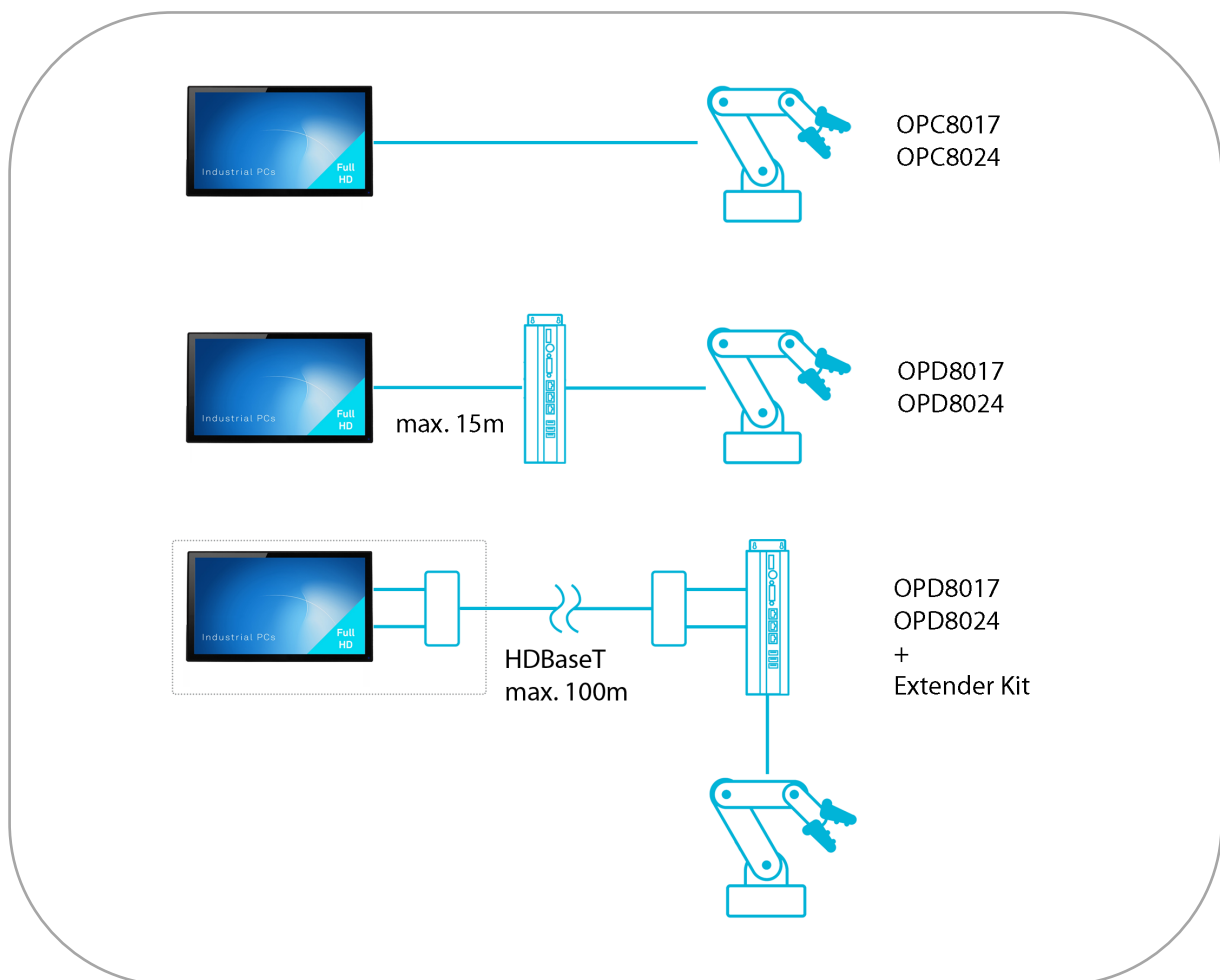 Industrial PCs
Full
HD
OPC8017
OPC8024
Industrial PCs
Full
HD
max. 15m
OPD8017
OPD8024
Industrial PCs
Full
HD
HDBaseT
max. 100m
OPD8017
OPD8024
+
Extender Kit